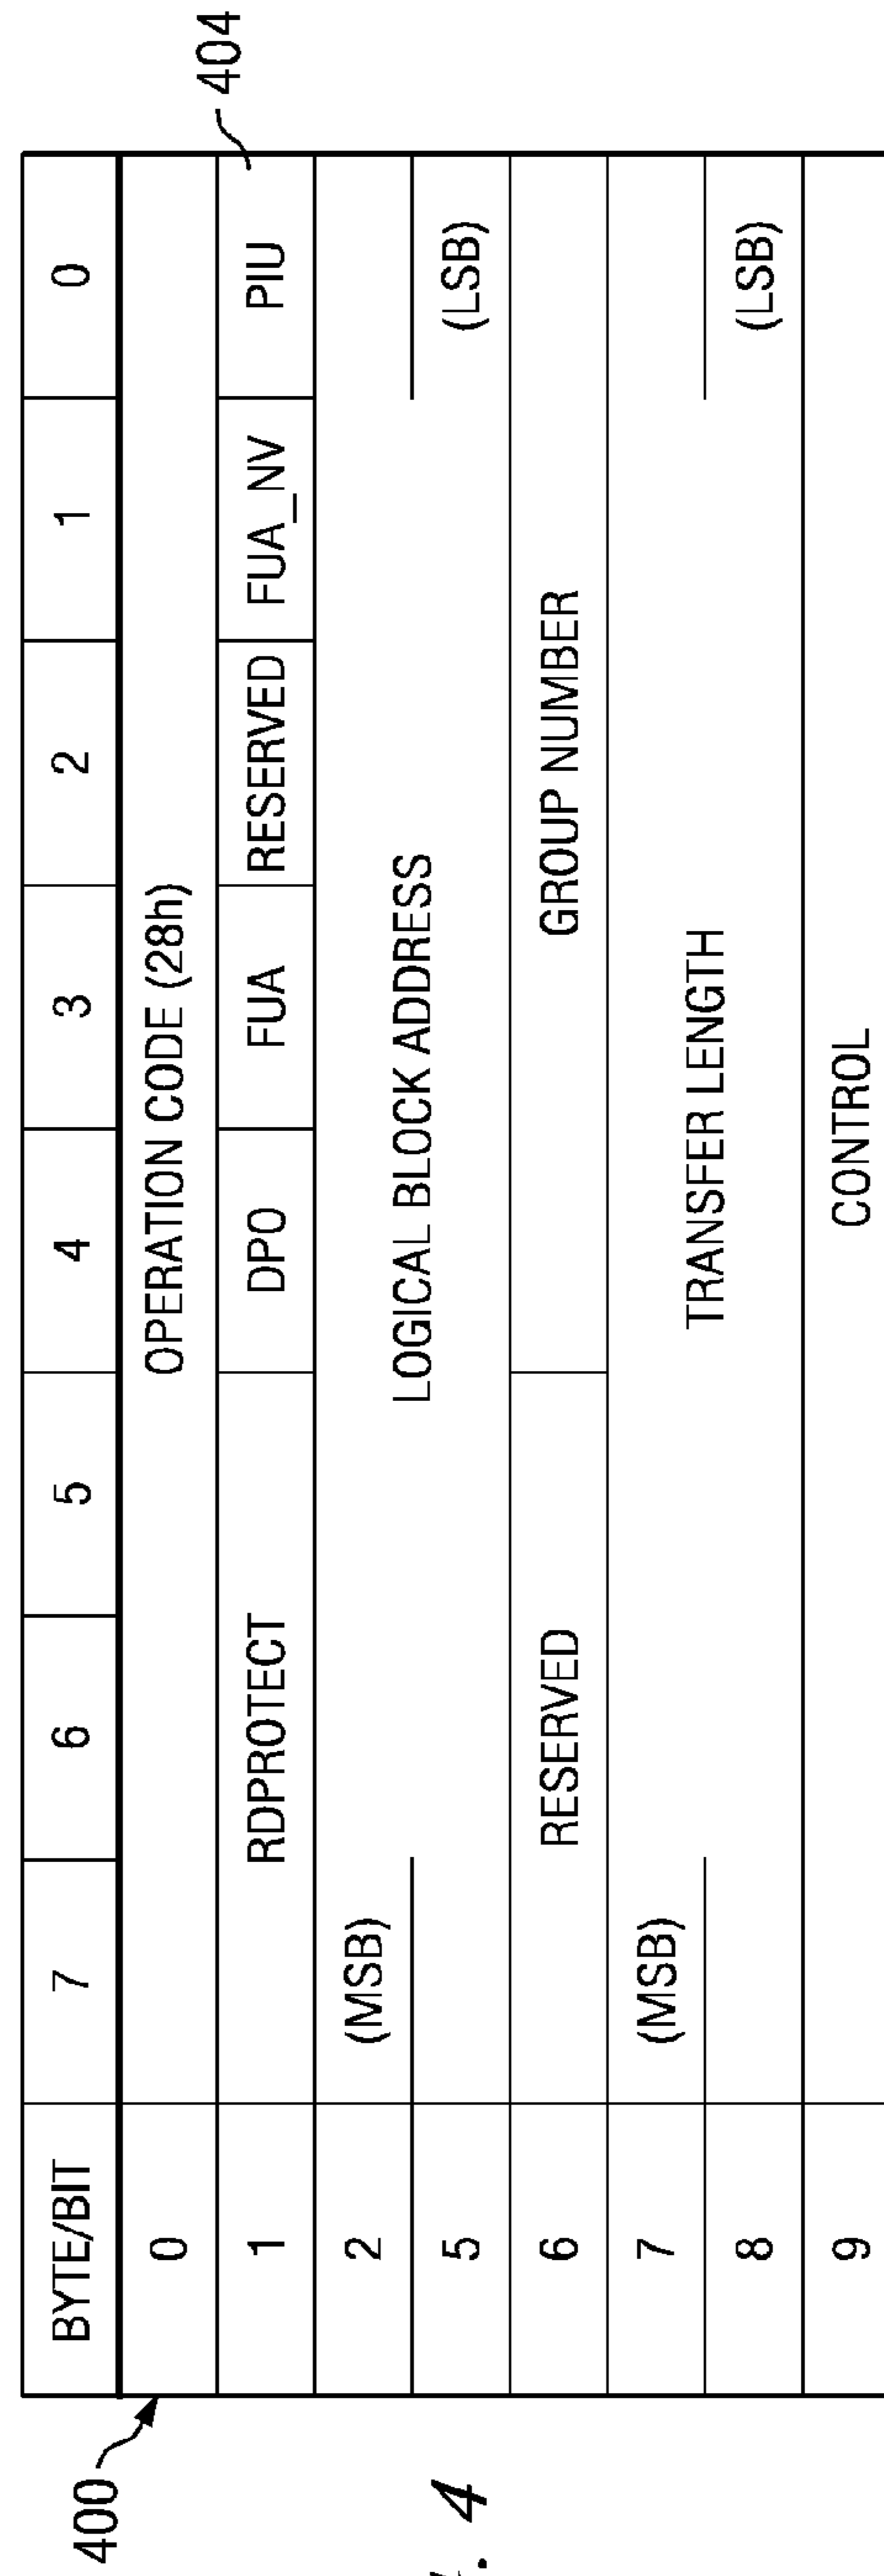 404
BYTE/BIT 7 6 5 4 3 2 1 0
0 OPERATION CODE (28h)
1 RDPROTECT DPO FUA RESERVED FUA_NV PIU
2 (MSB)
LOGICAL BLOCK ADDRESS
5 (LSB)
6 RESERVED GROUP NUMBER
7 (MSB)
TRANSFER LENGTH
8 (LSB)
9 CONTROL
400
4